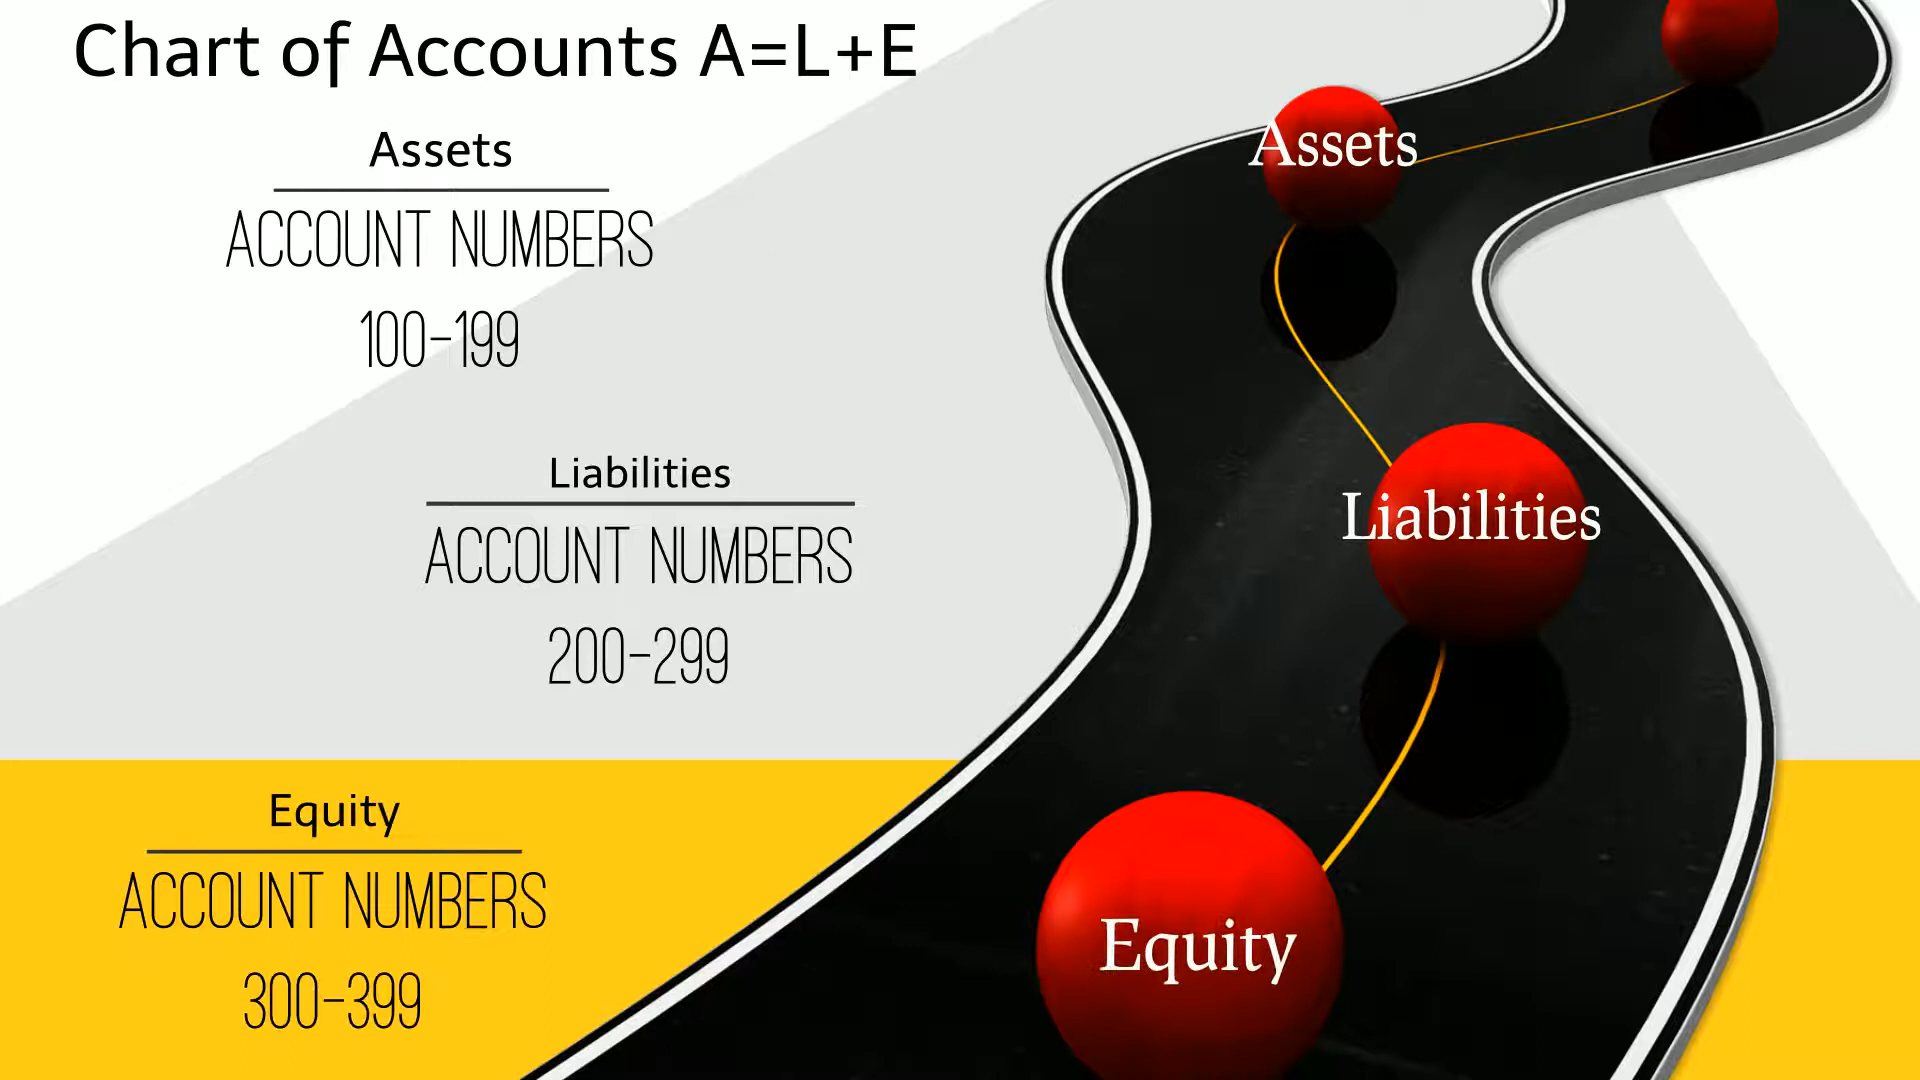 Chart of Accounts A=L+E
Assets
ACCOUNT NUMBERS
100-199
Liabilities
ACCOUNT NUMBERS
200-299
Equity
ACCOUNT NUMBERS
300-399
Assets
Liabilities
Equity